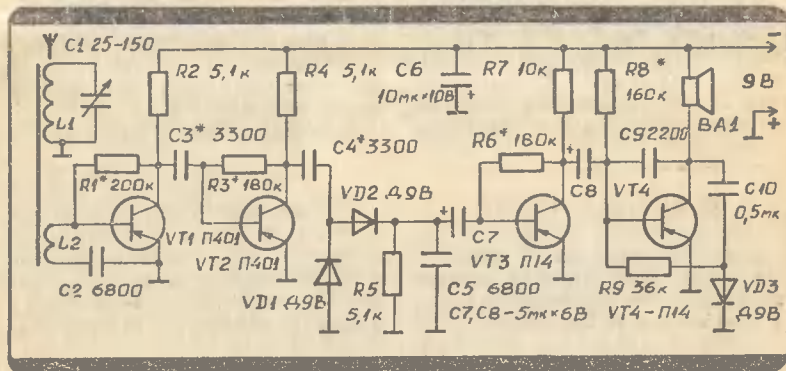 C1 25-150
L1
R2 5,1к
R4 5,1к
C6
10мк×10В
+
R7 10к
R8*
160к
BA1
-
9В
+
C3* 3300
C4* 3300
R1* 200к
R3* 180к
R6* 180к
C9 2200
C8
+
VT4
C10
0,5мк
L2
C2 6800
VT1 П401
VT2 П401
VD2 Д9В
VD1 Д9В
R5
5,1к
+
C7
C5 6800
C7, C8-5мк×6В
VT3 П14
R9 36к
VT4-П14
VD3
Д9В